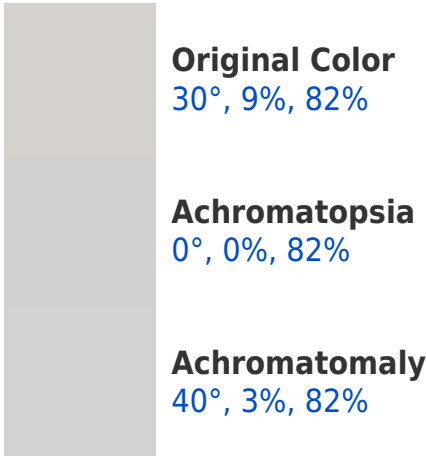 Original Color
30°, 9%, 82%
Achromatopsia
0°, 0%, 82%
Achromatomaly
40°, 3%, 82%